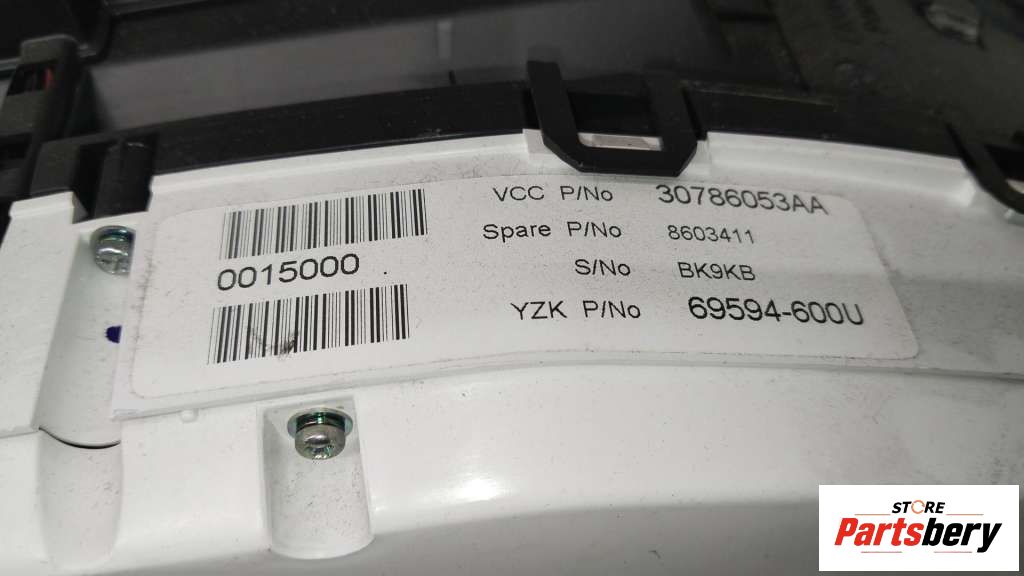 VCC P/No 30786053AA
Spare P/No 8603411
S/No BK9KB
YZK P/No 69594-600U
0015000
STORE
Partsbery